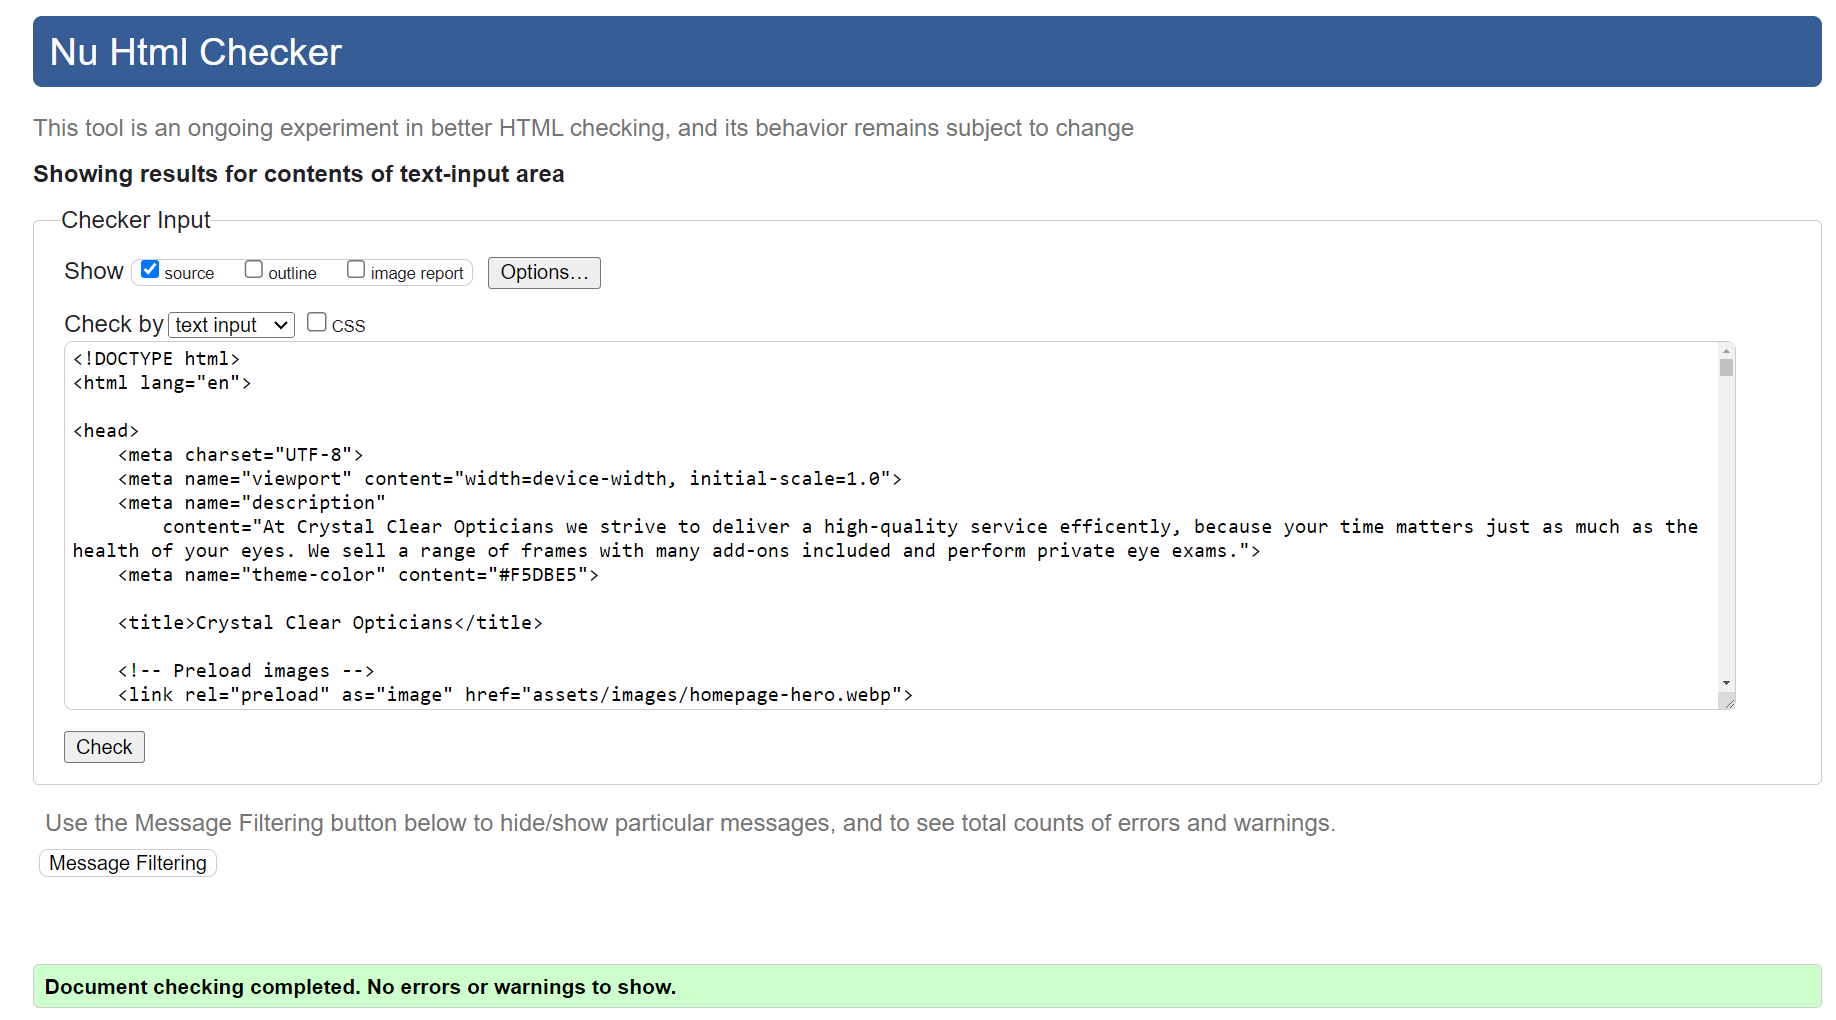 Nu Html Checker
This tool is an ongoing experiment in better HTML checking, and its behavior remains subject to change
Showing results for contents of text-input area
Checker Input
Show source outline image report Options...
Check by text input CSS
<!DOCTYPE html>
<html lang="en">
<head>
<meta charset="UTF-8">
<meta name="viewport" content="width=device-width, initial-scale=1.0">
<meta name="description"
content="At Crystal Clear Opticians we strive to deliver a high-quality service efficently, because your time matters just as much as the
health of your eyes. We sell a range of frames with many add-ons included and perform private eye exams.">
<meta name="theme-color" content="#F5DBE5">
<title>Crystal Clear Opticians</title>
<!-- Preload images -->
<link rel="preload" as="image" href="assets/images/homepage-hero.webp">
Check
Use the Message Filtering button below to hide/show particular messages, and to see total counts of errors and warnings.
Message Filtering
Document checking completed. No errors or warnings to show.